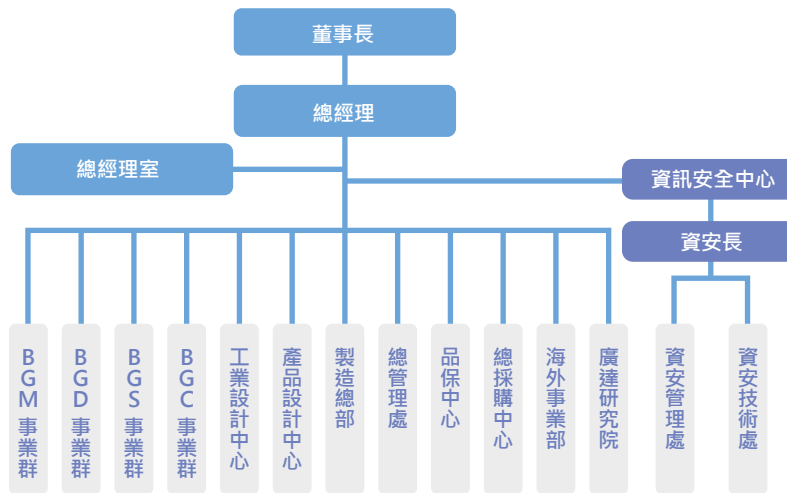 董事長
總經理
總經理室
資訊安全中心
資安長
BGM事業群
BGD事業群
BGS事業群
BGC事業群
工業設計中心
產品設計中心
製造總部
總管理處
品保中心
總採購中心
海外事業部
廣達研究院
資安管理處
資安技術處